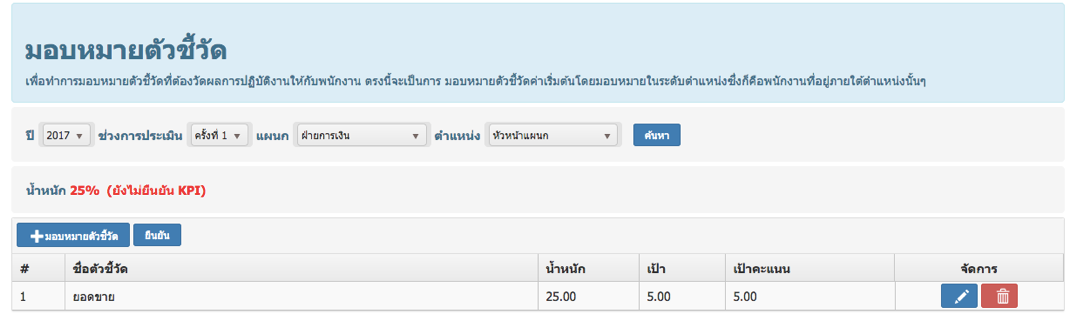 มอบหมายตัวชี้วัด
เพื่อทำการมอบหมายตัวชี้วัดที่ต้องวัดผลการปฏิบัติงานให้กับพนักงาน ตรงนี้จะเป็นการ มอบหมายตัวชี้วัดค่าเริ่มต้นโดยมอบหมายในระดับตำแหน่งซึ่งก็คือพนักงานที่อยู่ภายใต้ตำแหน่งนั้นๆ
ปี 2017 ช่วงการประเมิน ครั้งที่ 1 แผนก ฝ่ายการเงิน ตำแหน่ง หัวหน้าแผนก ค้นหา
น้ำหนัก 25% (ยังไม่ยืนยัน KPI)
มอบหมายตัวชี้วัด ยืนยัน
# ชื่อตัวชี้วัด น้ำหนัก เป้า เป้าคะแนน จัดการ
1 ยอดขาย 25.00 5.00 5.00